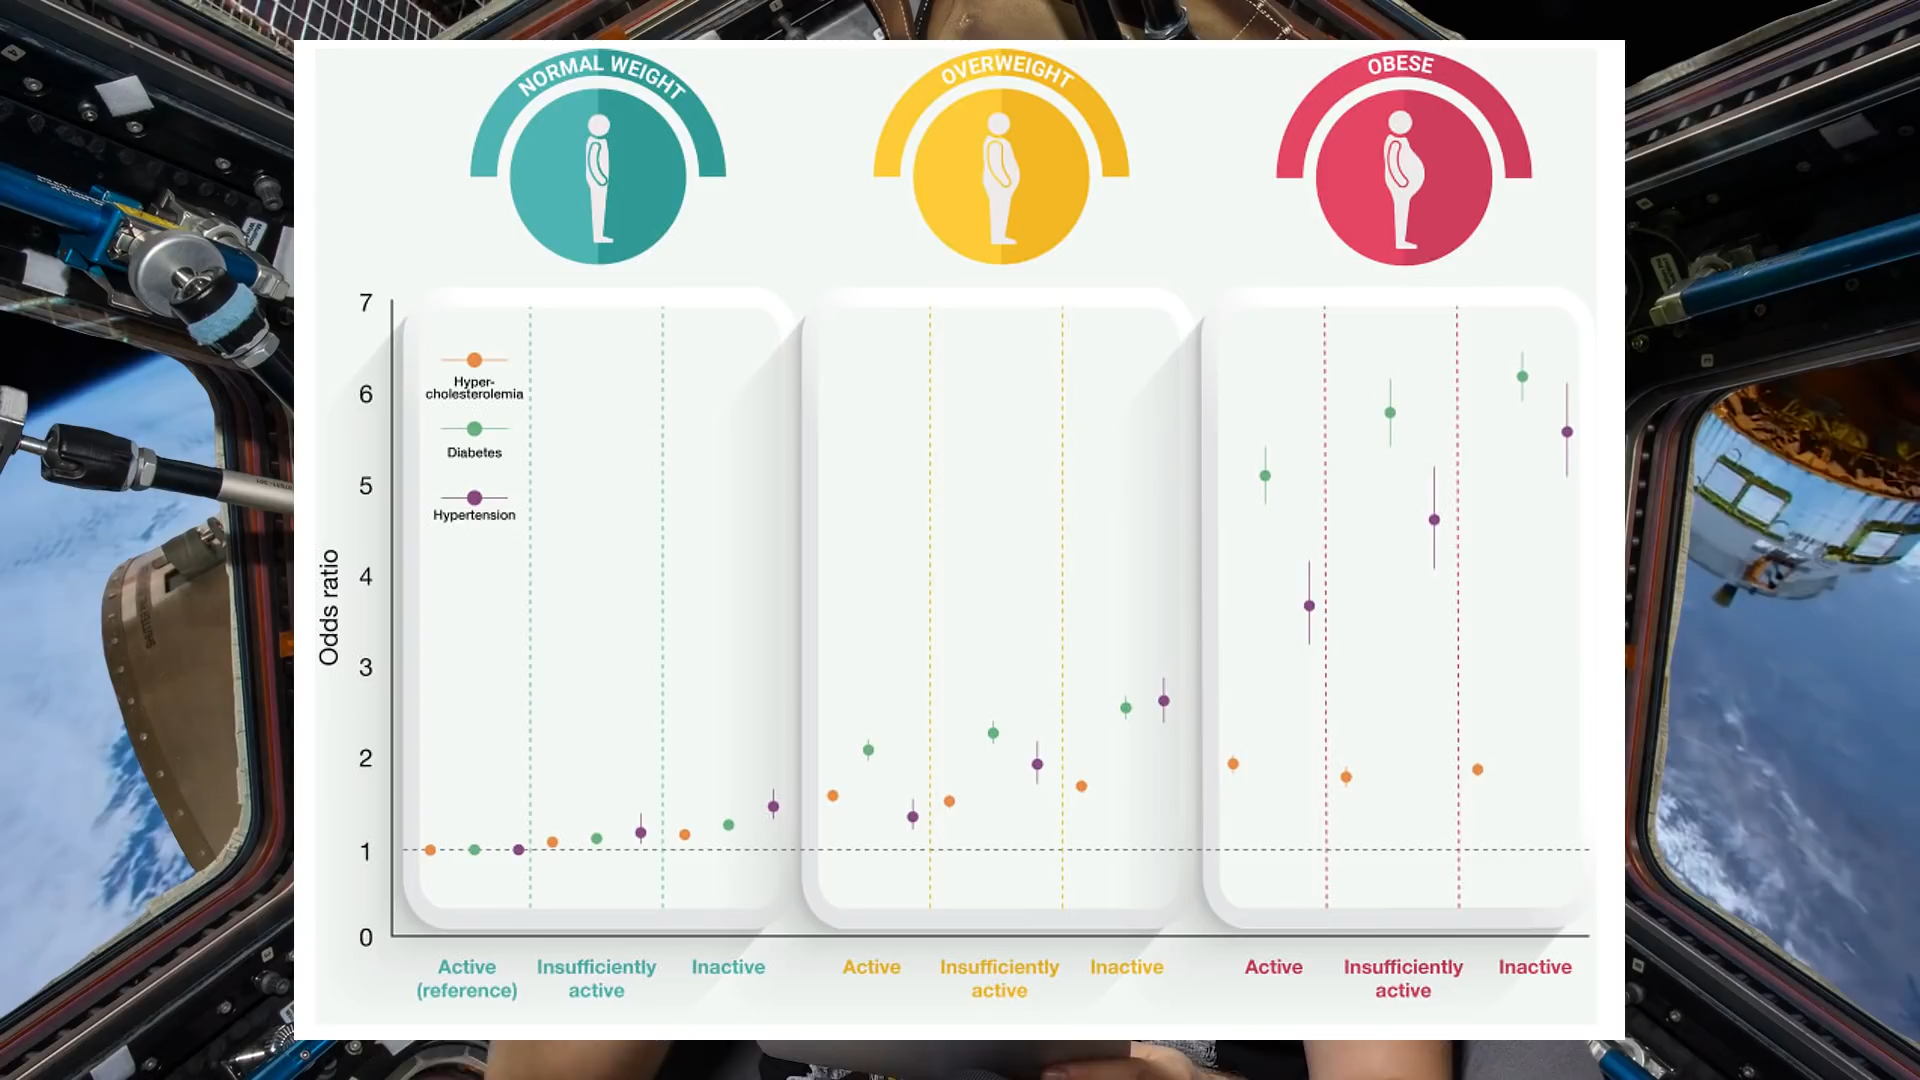 NORMAL WEIGHT
OVERWEIGHT
OBESE
7
6
5
4
3
2
1
0
Odds ratio
Hyper-
cholesterolemia
Diabetes
Hypertension
Active
(reference)
Insufficiently
active
Inactive
Active
Insufficiently
active
Inactive
Active
Insufficiently
active
Inactive